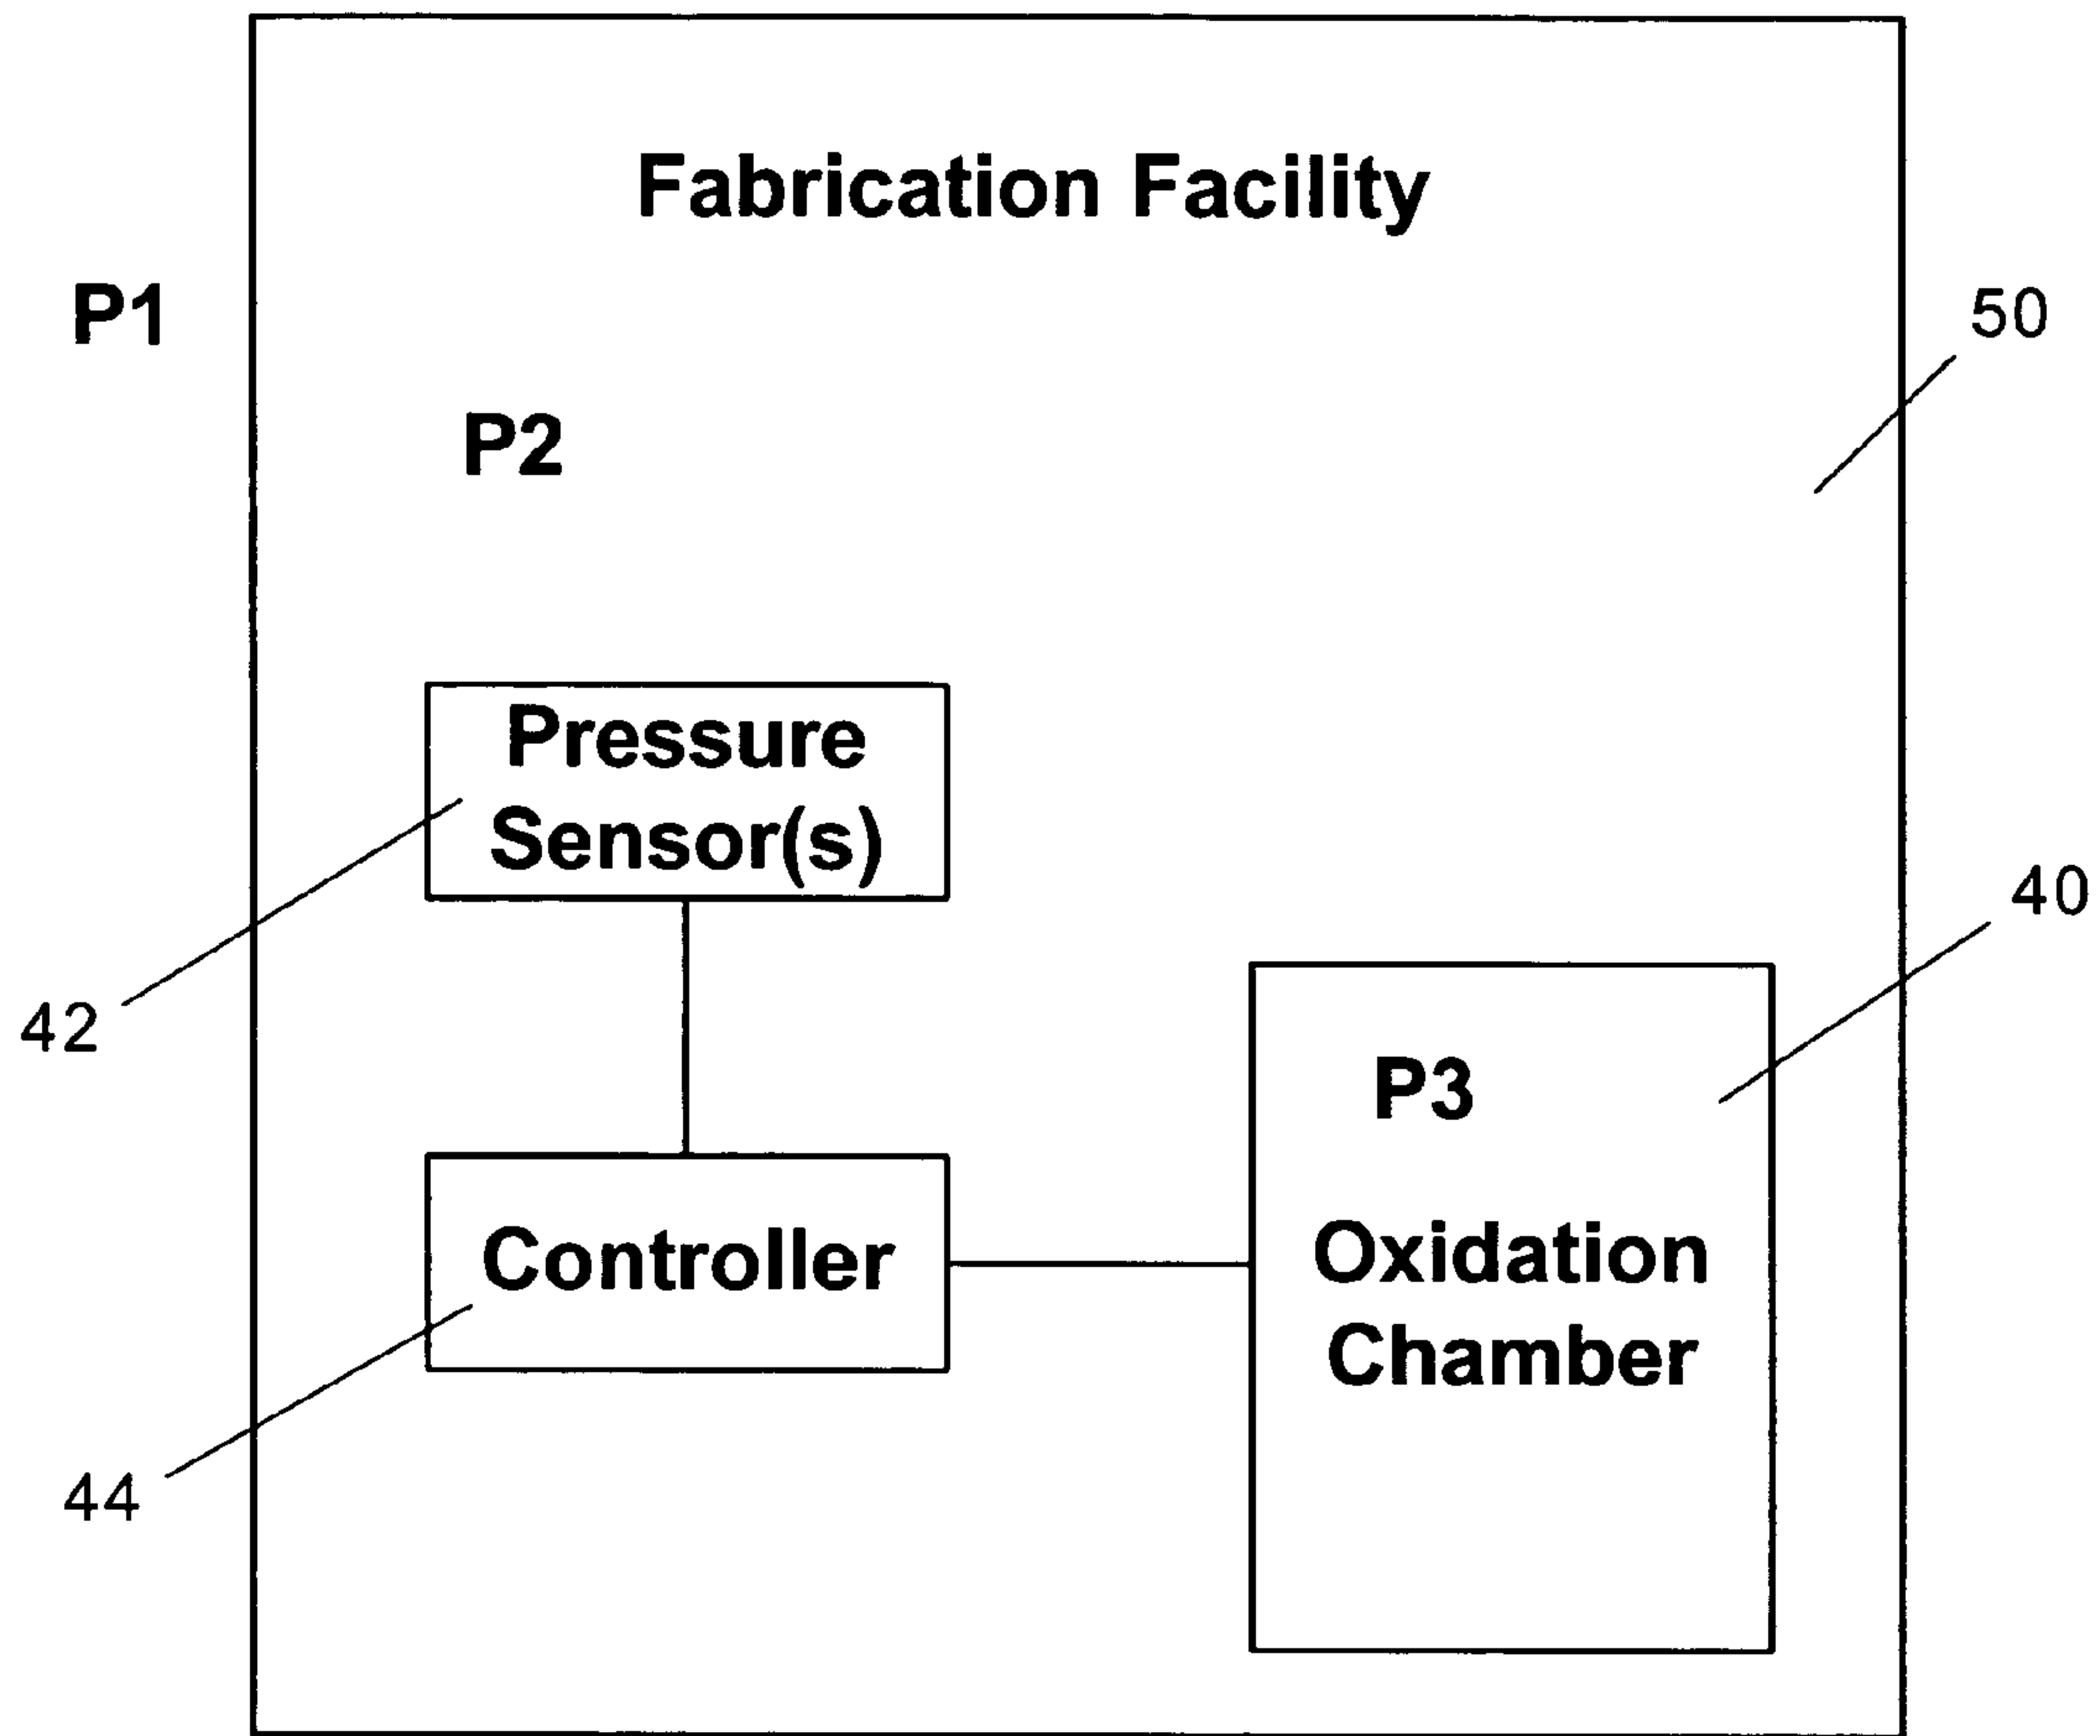 Fabrication Facility
P1
50
P2
Pressure
Sensor(s)
42
40
P3
Oxidation
Chamber
Controller
44